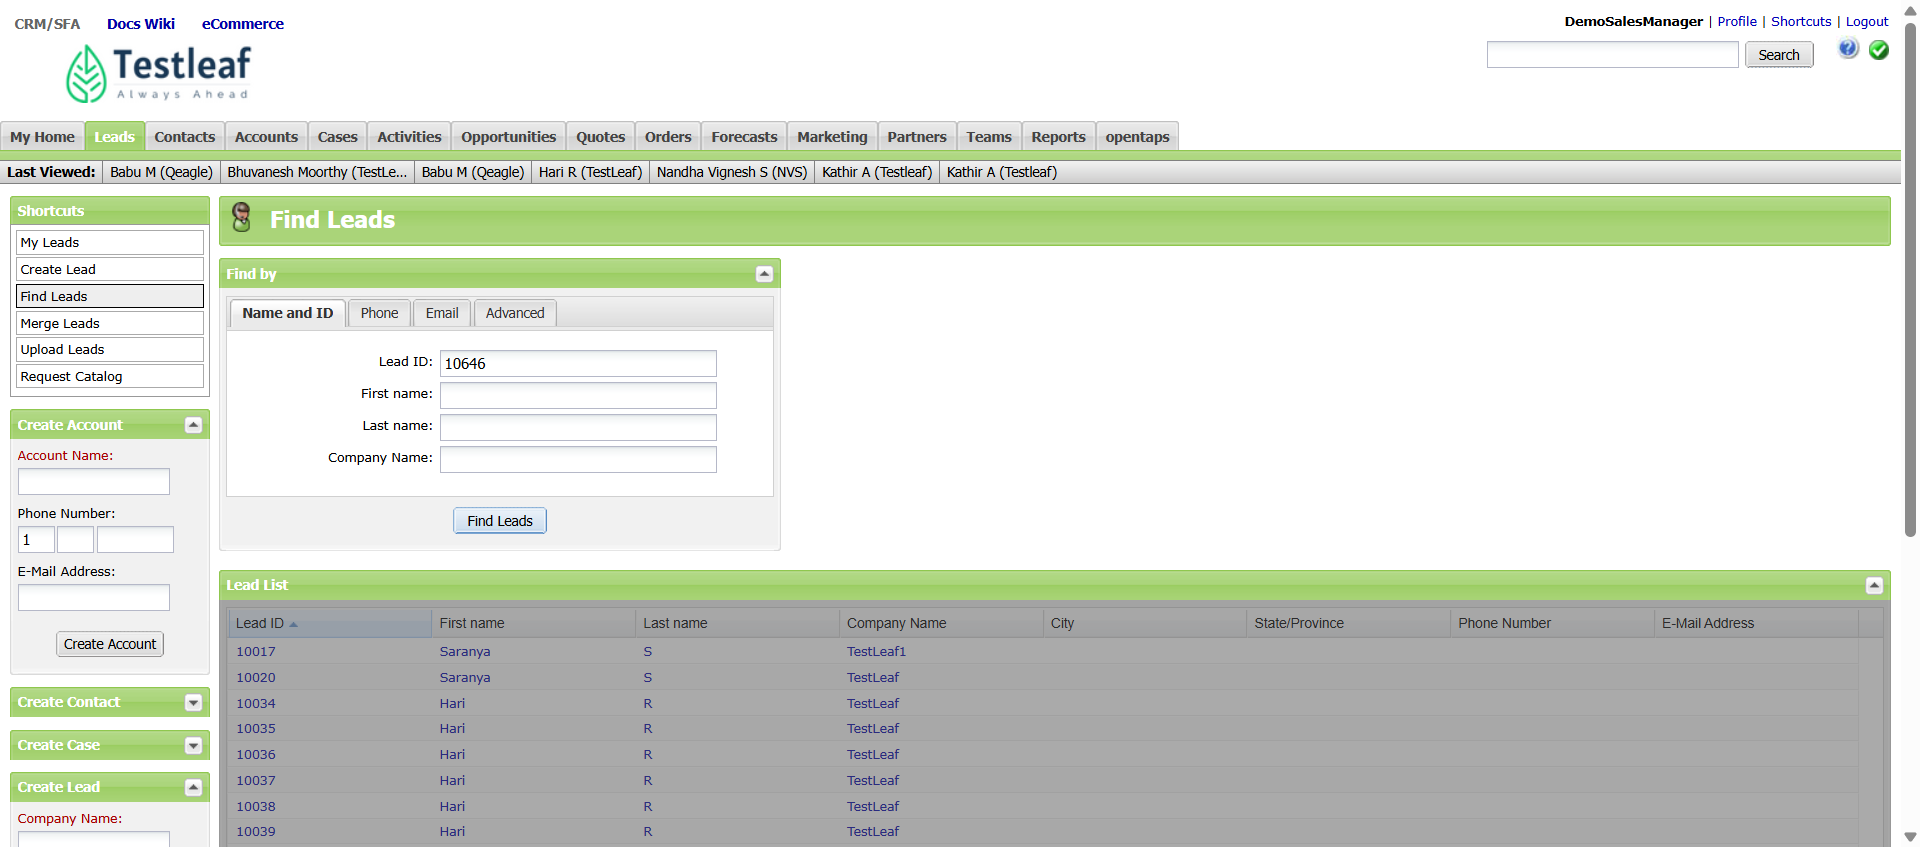 CRM/SFA Docs Wiki eCommerce
DemoSalesManager | Profile | Shortcuts | Logout
Testleaf
Always Ahead
Search
My Home Leads Contacts Accounts Cases Activities Opportunities Quotes Orders Forecasts Marketing Partners Teams Reports opentaps
Last Viewed: Babu M (Qeagle) Bhuvanesh Moorthy (TestLe... Babu M (Qeagle) Hari R (TestLeaf) Nandha Vignesh S (NVS) Kathir A (Testleaf) Kathir A (Testleaf)
Shortcuts
My Leads
Create Lead
Find Leads
Merge Leads
Upload Leads
Request Catalog
Create Account
Account Name:
Phone Number:
1
E-Mail Address:
Create Account
Create Contact
Create Case
Create Lead
Company Name:
Find Leads
Find by
Name and ID Phone Email Advanced
Lead ID: 10646
First name:
Last name:
Company Name:
Find Leads
Lead List
Lead ID First name Last name Company Name City State/Province Phone Number E-Mail Address
10017 Saranya S TestLeaf1
10020 Saranya S TestLeaf
10034 Hari R TestLeaf
10035 Hari R TestLeaf
10036 Hari R TestLeaf
10037 Hari R TestLeaf
10038 Hari R TestLeaf
10039 Hari R TestLeaf